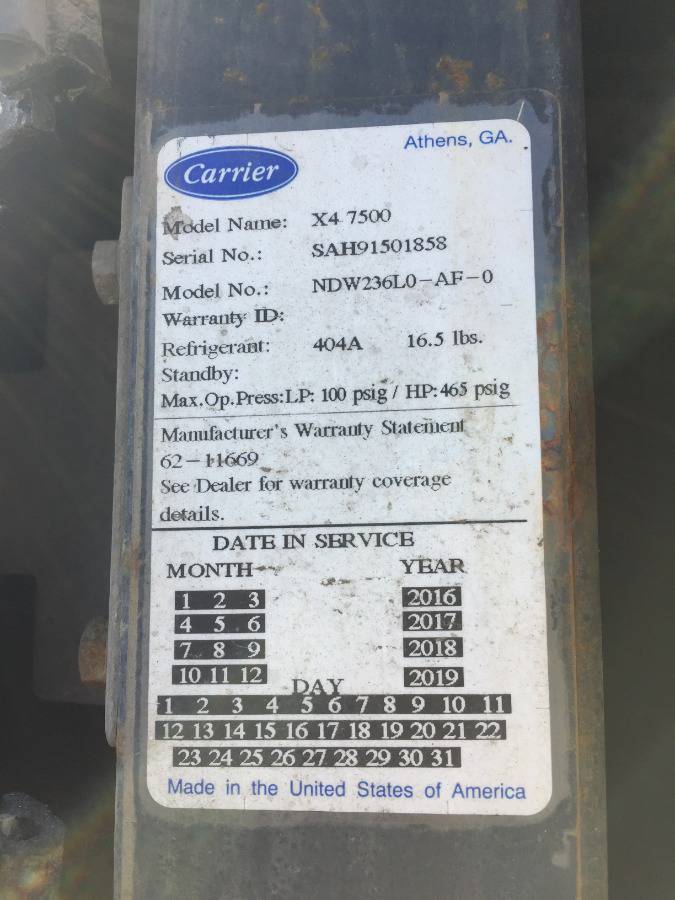 Athens, GA.
Carrier
Model Name: X4 7500
Serial No.: SAH91501858
Model No.: NDW236L0-AF-0
Warranty ID:
Refrigerant: 404A 16.5 lbs.
Standby:
Max.Op.Press:LP: 100 psig / HP: 465 psig
Manufacturer's Warranty Statement
62-11669
See Dealer for warranty coverage
details.
DATE IN SERVICE
MONTH YEAR
1 2 3 2016
4 5 6 2017
7 8 9 2018
10 11 12 2019
DAY
1 2 3 4 5 6 7 8 9 10 11
12 13 14 15 16 17 18 19 20 21 22
23 24 25 26 27 28 29 30 31
Made in the United States of America